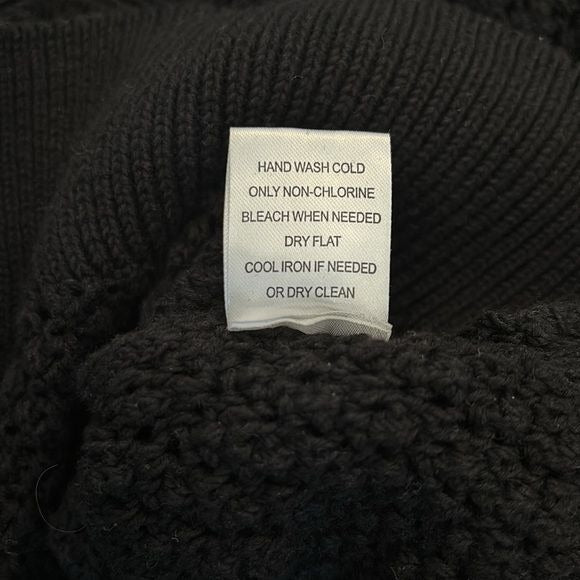 HAND WASH COLD
ONLY NON-CHLORINE
BLEACH WHEN NEEDED
DRY FLAT
COOL IRON IF NEEDED
OR DRY CLEAN